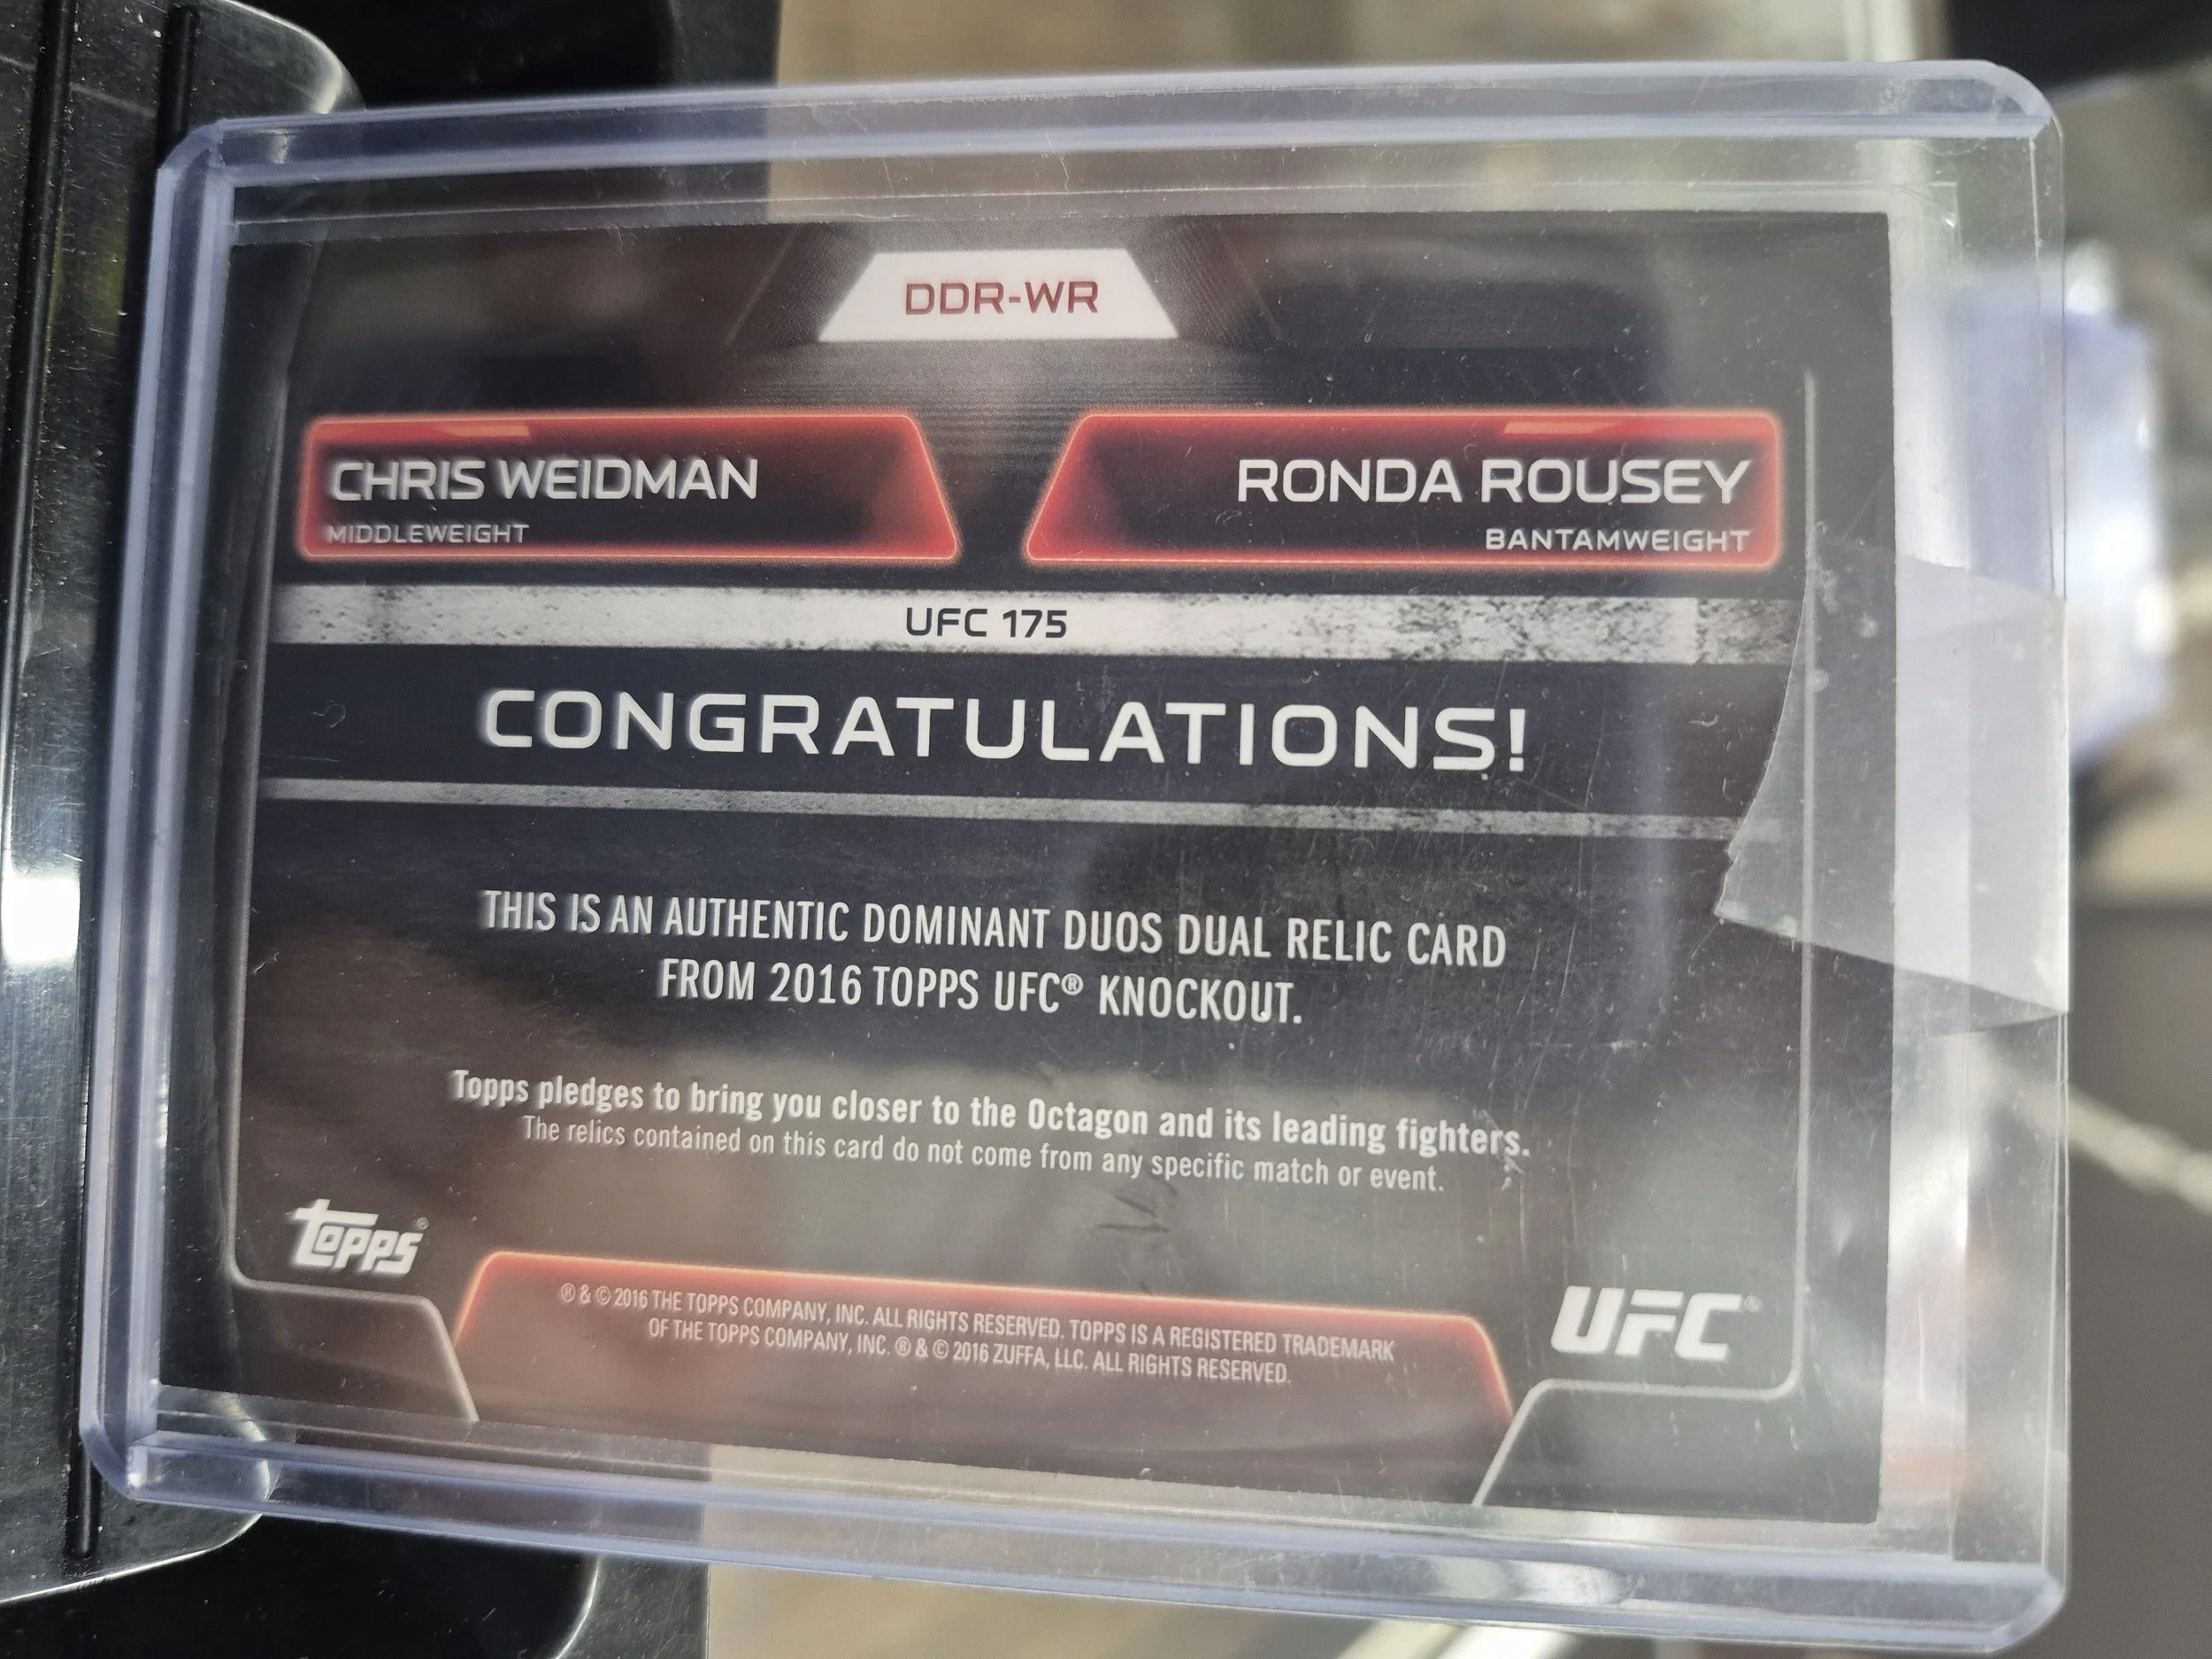 DDR-WR
CHRIS WEIDMAN
MIDDLEWEIGHT
RONDA ROUSEY
BANTAMWEIGHT
UFC 175
CONGRATULATIONS!
THIS IS AN AUTHENTIC DOMINANT DUOS DUAL RELIC CARD
FROM 2016 TOPPS UFC® KNOCKOUT.
Topps pledges to bring you closer to the Octagon and its leading fighters.
The relics contained on this card do not come from any specific match or event.
Topps®
® & © 2016 THE TOPPS COMPANY, INC. ALL RIGHTS RESERVED. TOPPS IS A REGISTERED TRADEMARK
OF THE TOPPS COMPANY, INC. ® & © 2016 ZUFFA, LLC. ALL RIGHTS RESERVED.
UFC®